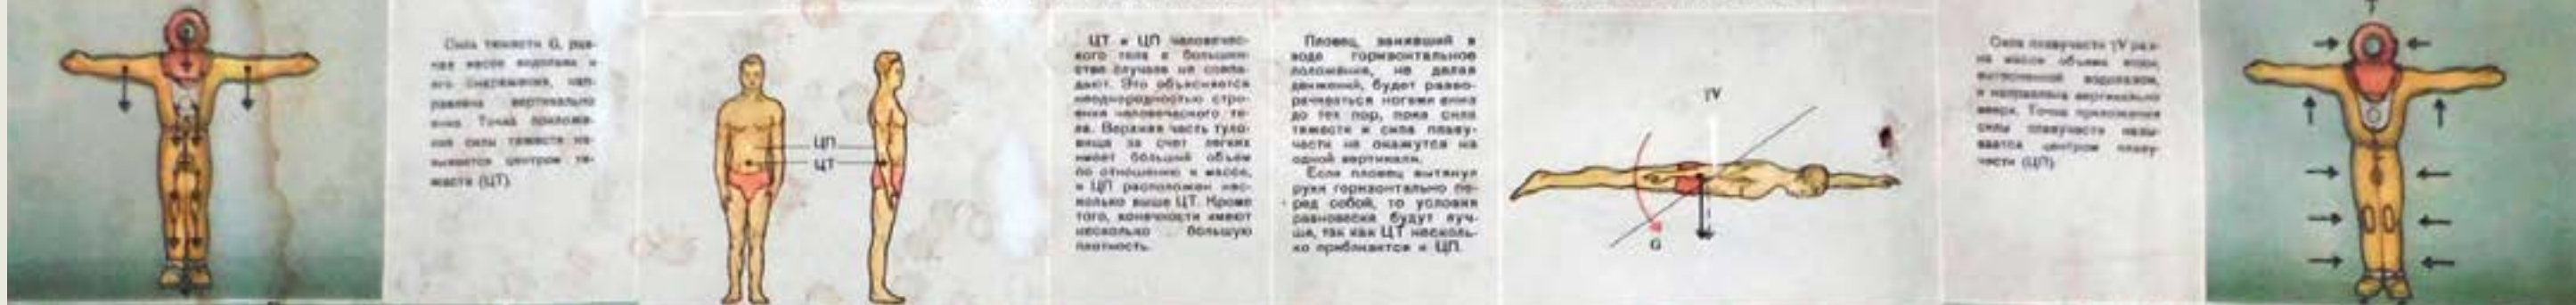 Сила тяжести G, рав-
ная массе водолаза и
его снаряжения, нап-
равлена вертикально
вниз. Точка приложе-
ния силы тяжести на-
зывается центром тя-
жести (ЦТ).
ЦП
ЦТ
ЦТ и ЦП человечес-
кого тела в большин-
стве случаев не совпа-
дают. Это объясняется
неоднородностью стро-
ения человеческого те-
ла. Верхняя часть туло-
вища за счет легких
имеет больший объем
по отношению к массе,
и ЦП расположен нес-
колько выше ЦТ. Кроме
того, конечности имеют
несколько большую
плотность.
Пловец, занявший в
воде горизонтальное
положение, не делая
движений, будет разво-
рачиваться ногами вниз
до тех пор, пока сила
тяжести и сила плаву-
чести не окажутся на
одной вертикали.
Если пловец вытянул
руки горизонтально пе-
ред собой, то условия
равновесия будут луч-
ше, так как ЦТ несколь-
ко приблизится к ЦП.
γV
G
Сила плавучести γV рав-
на массе объема воды,
вытесненной водолазом,
и направлена вертикально
вверх. Точка приложения
силы плавучести назы-
вается центром плаву-
чести (ЦП).